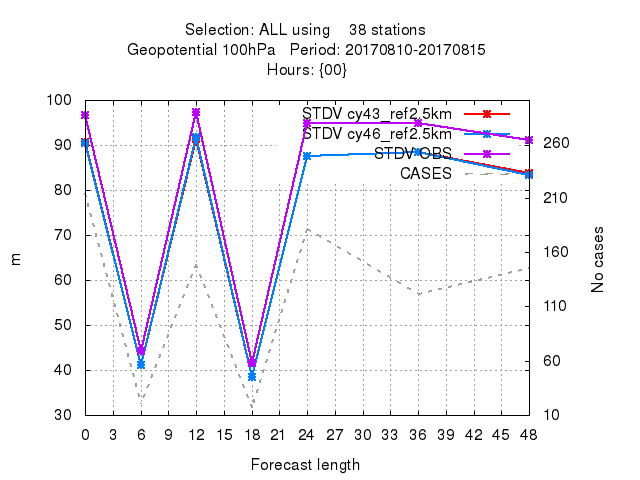 Selection: ALL using    38 stations
Geopotential 100hPa   Period: 20170810-20170815
Hours: {00}
STDV cy43_ref2.5km
STDV cy46_ref2.5km
STDV OBS
CASES
100
90
80
70
60
50
40
30
m
260
210
160
110
60
10
No cases
0 3 6 9 12 15 18 21 24 27 30 33 36 39 42 45 48
Forecast length